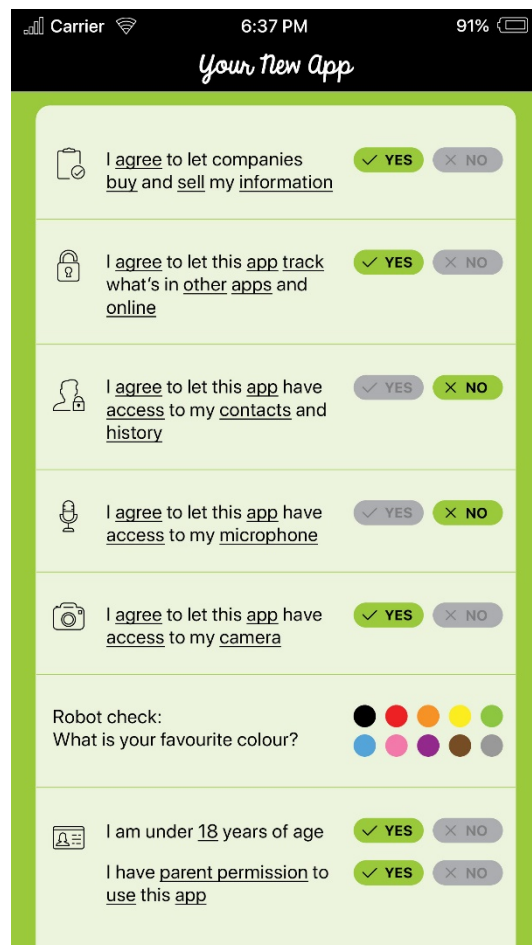 Carrier 6:37 PM 91%
Your New App
I agree to let companies
buy and sell my information
YES NO
I agree to let this app track
what's in other apps and
online
YES NO
I agree to let this app have
access to my contacts and
history
YES NO
I agree to let this app have
access to my microphone
YES NO
I agree to let this app have
access to my camera
YES NO
Robot check:
What is your favourite colour?
I am under 18 years of age
YES NO
I have parent permission to
use this app
YES NO